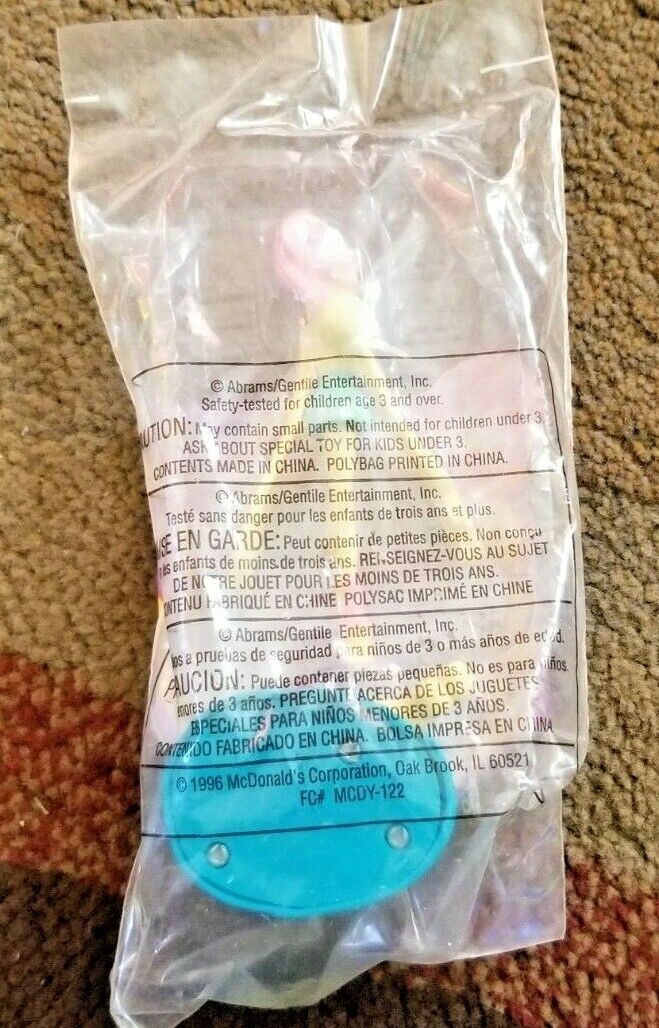 © Abrams/Gentile Entertainment, Inc.
Safety-tested for children age 3 and over.
UTION: May contain small parts. Not intended for children under 3.
ASK ABOUT SPECIAL TOY FOR KIDS UNDER 3.
CONTENTS MADE IN CHINA. POLYBAG PRINTED IN CHINA.
© Abrams/Gentile Entertainment, Inc.
Testé sans danger pour les enfants de trois ans et plus.
SE EN GARDE: Peut contenir de petites pièces. Non conçu
les enfants de moins de trois ans. RENSEIGNEZ-VOUS AU SUJET
DE NOTRE JOUET POUR LES MOINS DE TROIS ANS.
ONTENU FABRIQUÉ EN CHINE POLYSAC IMPRIMÉ EN CHINE
© Abrams/Gentile Entertainment, Inc.
dos a pruebas de seguridad para niños de 3 o más años de edad.
PAUCIÓN: Puede contener piezas pequeñas. No es para niños
nores de 3 años. PREGUNTE ACERCA DE LOS JUGUETES
ESPECIALES PARA NIÑOS MENORES DE 3 AÑOS.
CONTENIDO FABRICADO EN CHINA. BOLSA IMPRESA EN CHINA
© 1996 McDonald's Corporation, Oak Brook, IL 60521
FC# MCDY-122